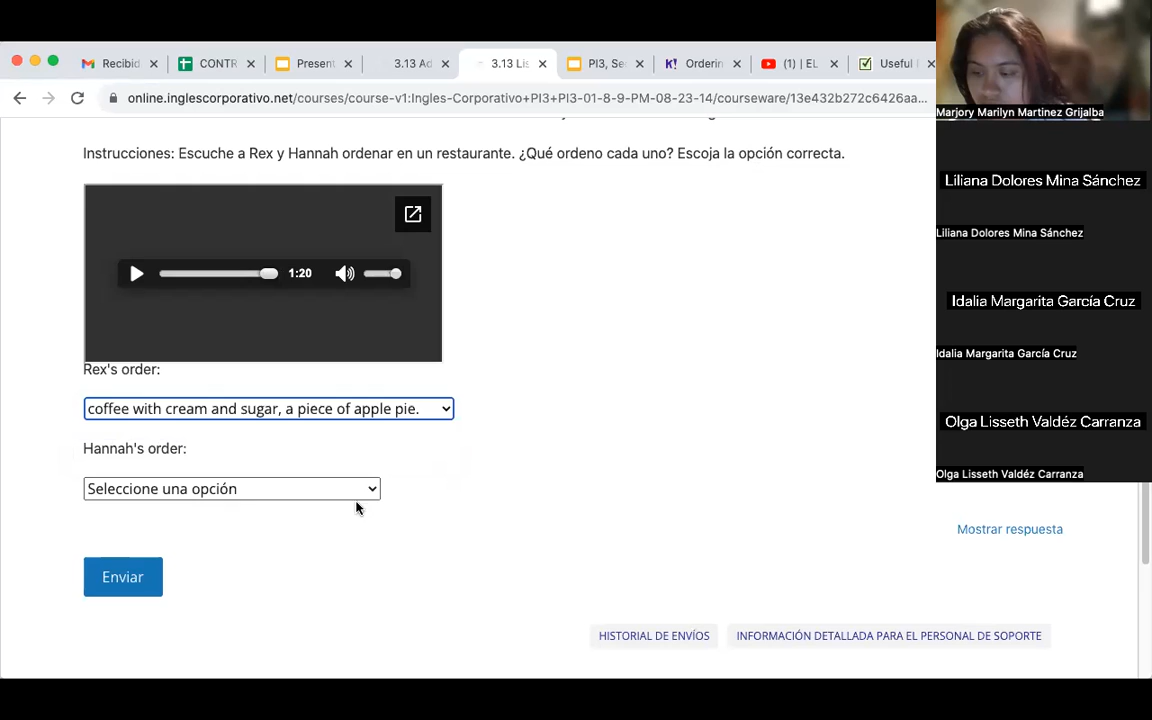 Recibid
CONTR
Present
3.13 Ad
3.13 Lis
PI3, Se
Orderin
(1) | EL
Useful
online.inglescorporativo.net/courses/course-v1:Ingles-Corporativo+PI3+PI3-01-8-9-PM-08-23-14/courseware/13e432b272c6426aa...
Instrucciones: Escuche a Rex y Hannah ordenar en un restaurante. ¿Qué ordeno cada uno? Escoja la opción correcta.
1:20
Rex's order:
coffee with cream and sugar, a piece of apple pie.
Hannah's order:
Seleccione una opción
Mostrar respuesta
Enviar
HISTORIAL DE ENVÍOS
INFORMACIÓN DETALLADA PARA EL PERSONAL DE SOPORTE
Marjory Marilyn Martinez Grijalba
Liliana Dolores Mina Sánchez
Liliana Dolores Mina Sánchez
Idalia Margarita García Cruz
Idalia Margarita García Cruz
Olga Lisseth Valdéz Carranza
Olga Lisseth Valdéz Carranza